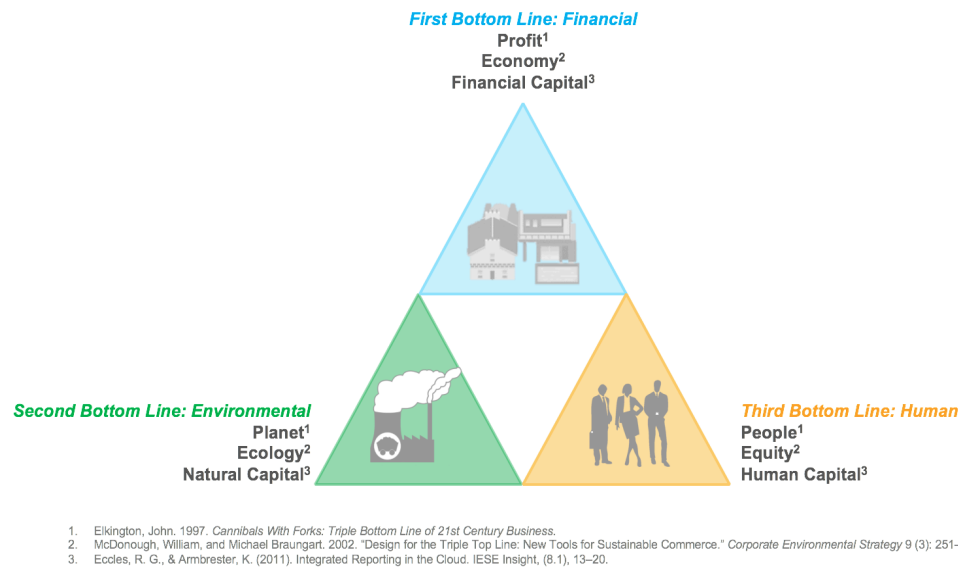 First Bottom Line: Financial
Profit1
Economy2
Financial Capital3
Second Bottom Line: Environmental
Planet1
Ecology2
Natural Capital3
Third Bottom Line: Human
People1
Equity2
Human Capital3
1. Elkington, John. 1997. Cannibals With Forks: Triple Bottom Line of 21st Century Business.
2. McDonough, William, and Michael Braungart. 2002. "Design for the Triple Top Line: New Tools for Sustainable Commerce." Corporate Environmental Strategy 9 (3): 251-
3. Eccles, R. G., & Armbrester, K. (2011). Integrated Reporting in the Cloud. IESE Insight, (8.1), 13–20.